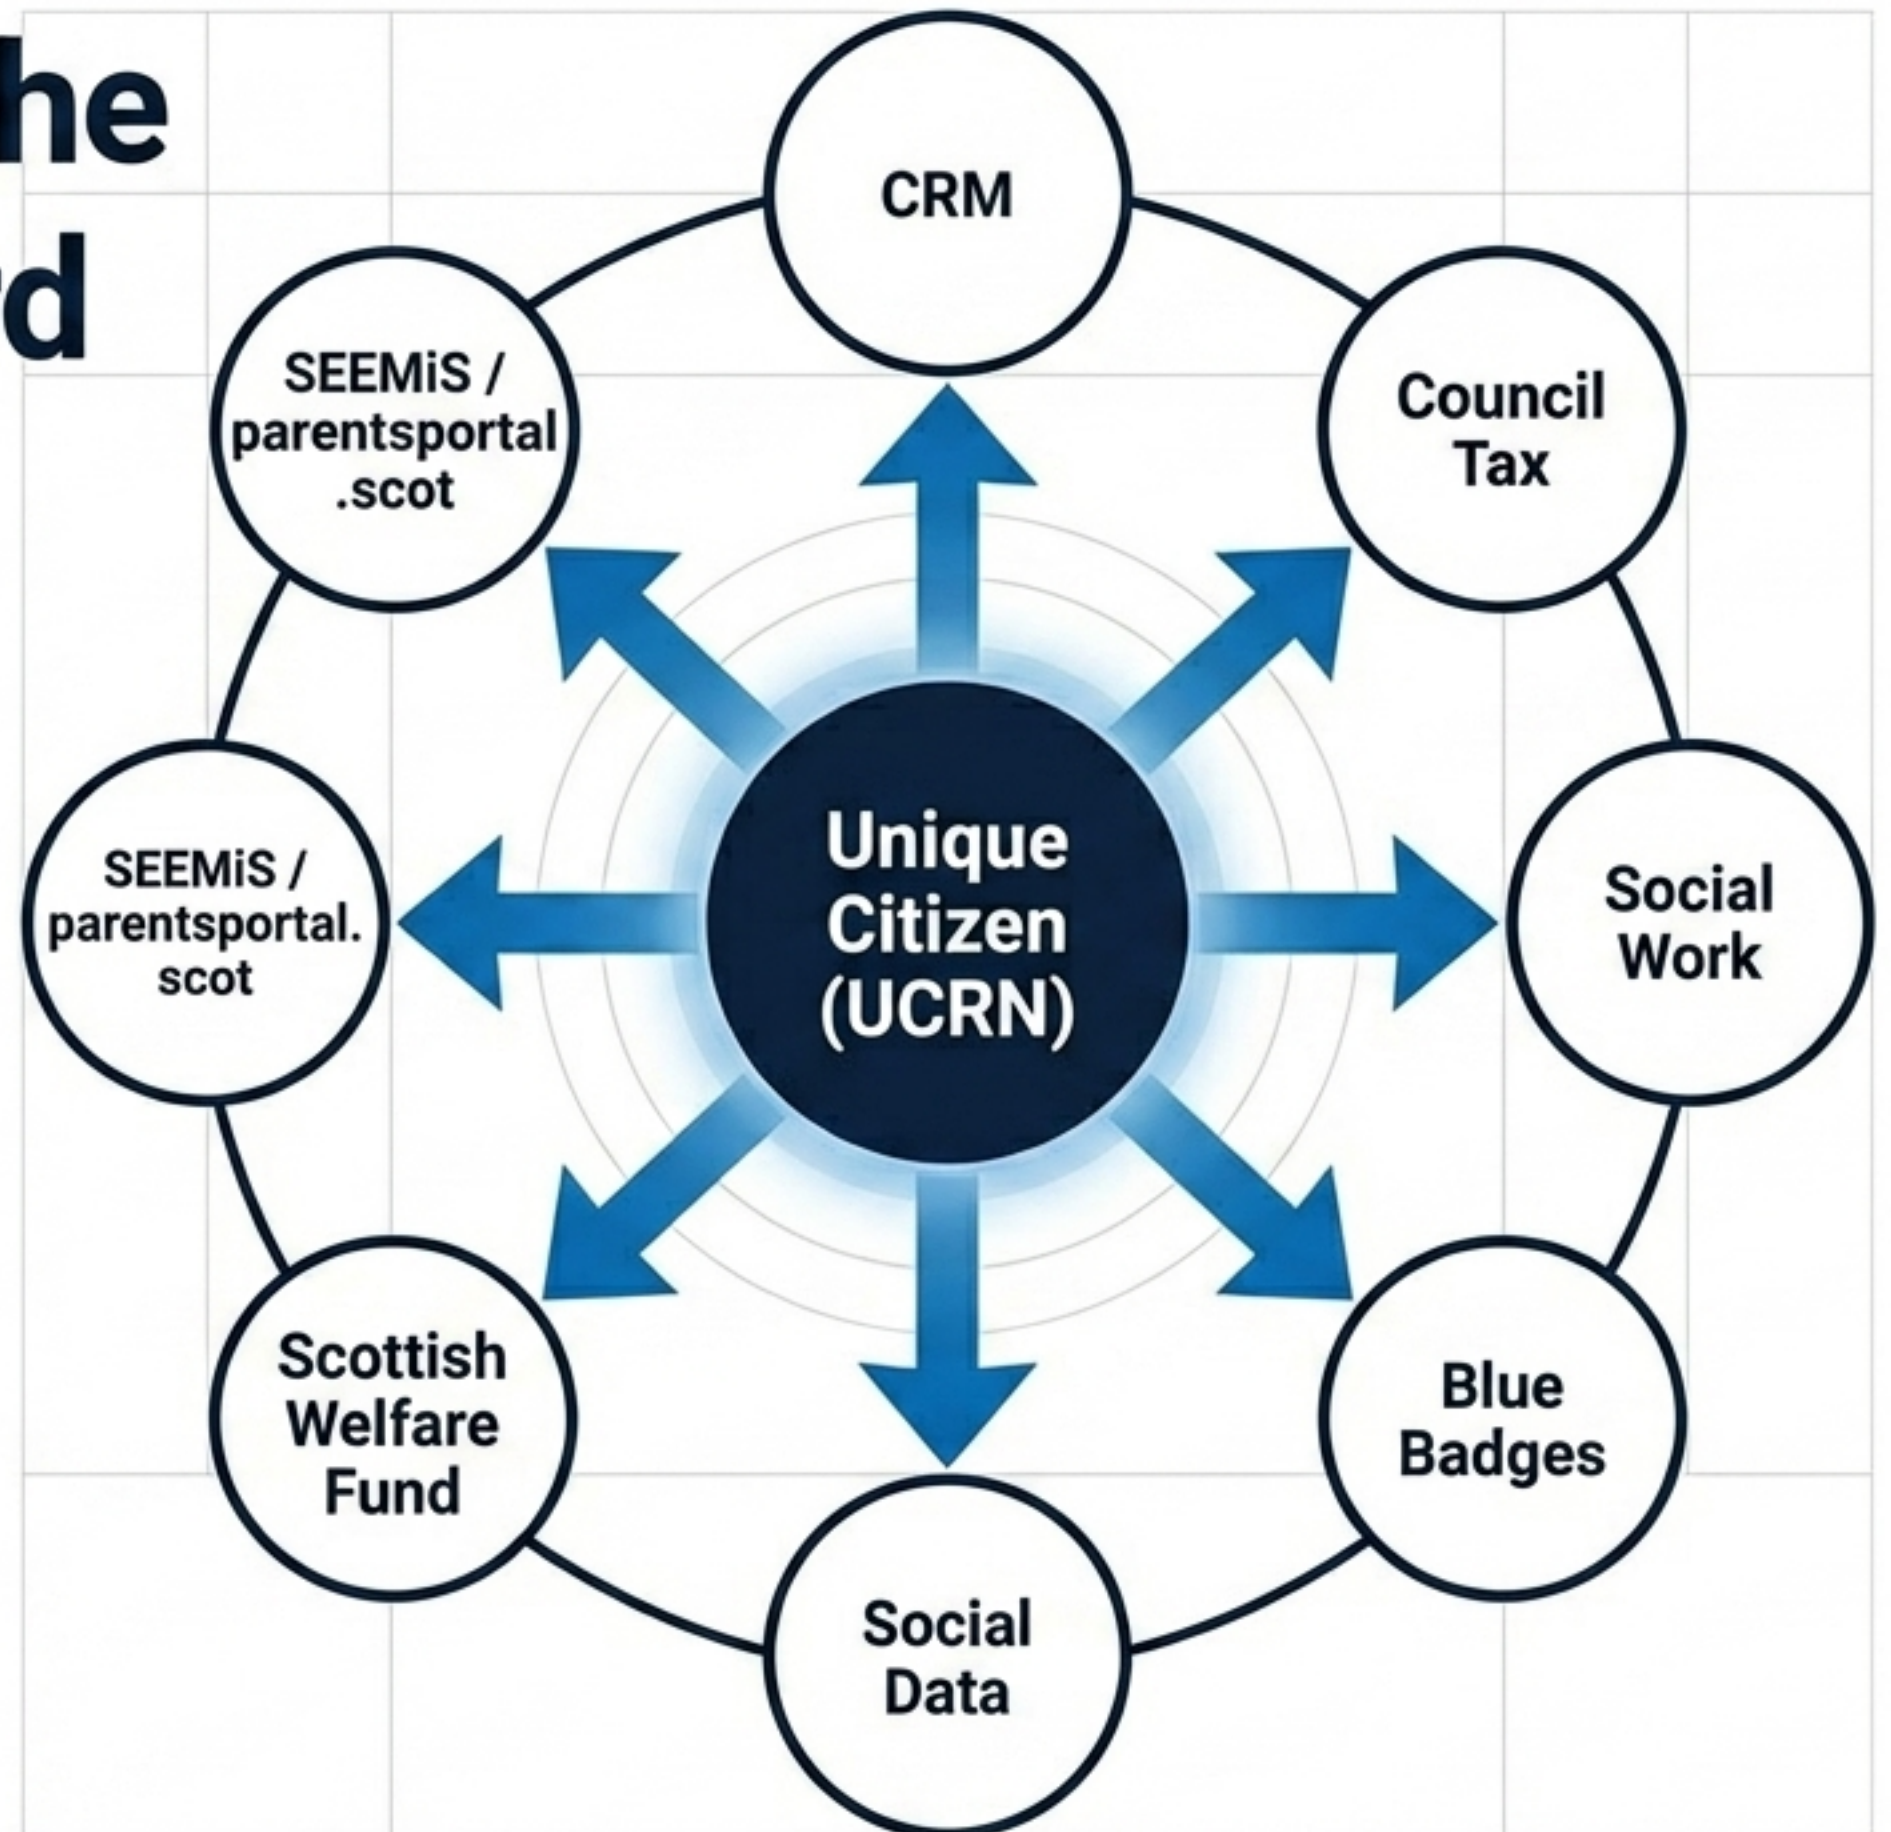 he
rd
CRM
Council
Tax
Social
Work
Blue
Badges
Social
Data
Scottish
Welfare
Fund
SEEMiS /
parentsportal.
scot
SEEMiS /
parentsportal
.scot
Unique
Citizen
(UCRN)